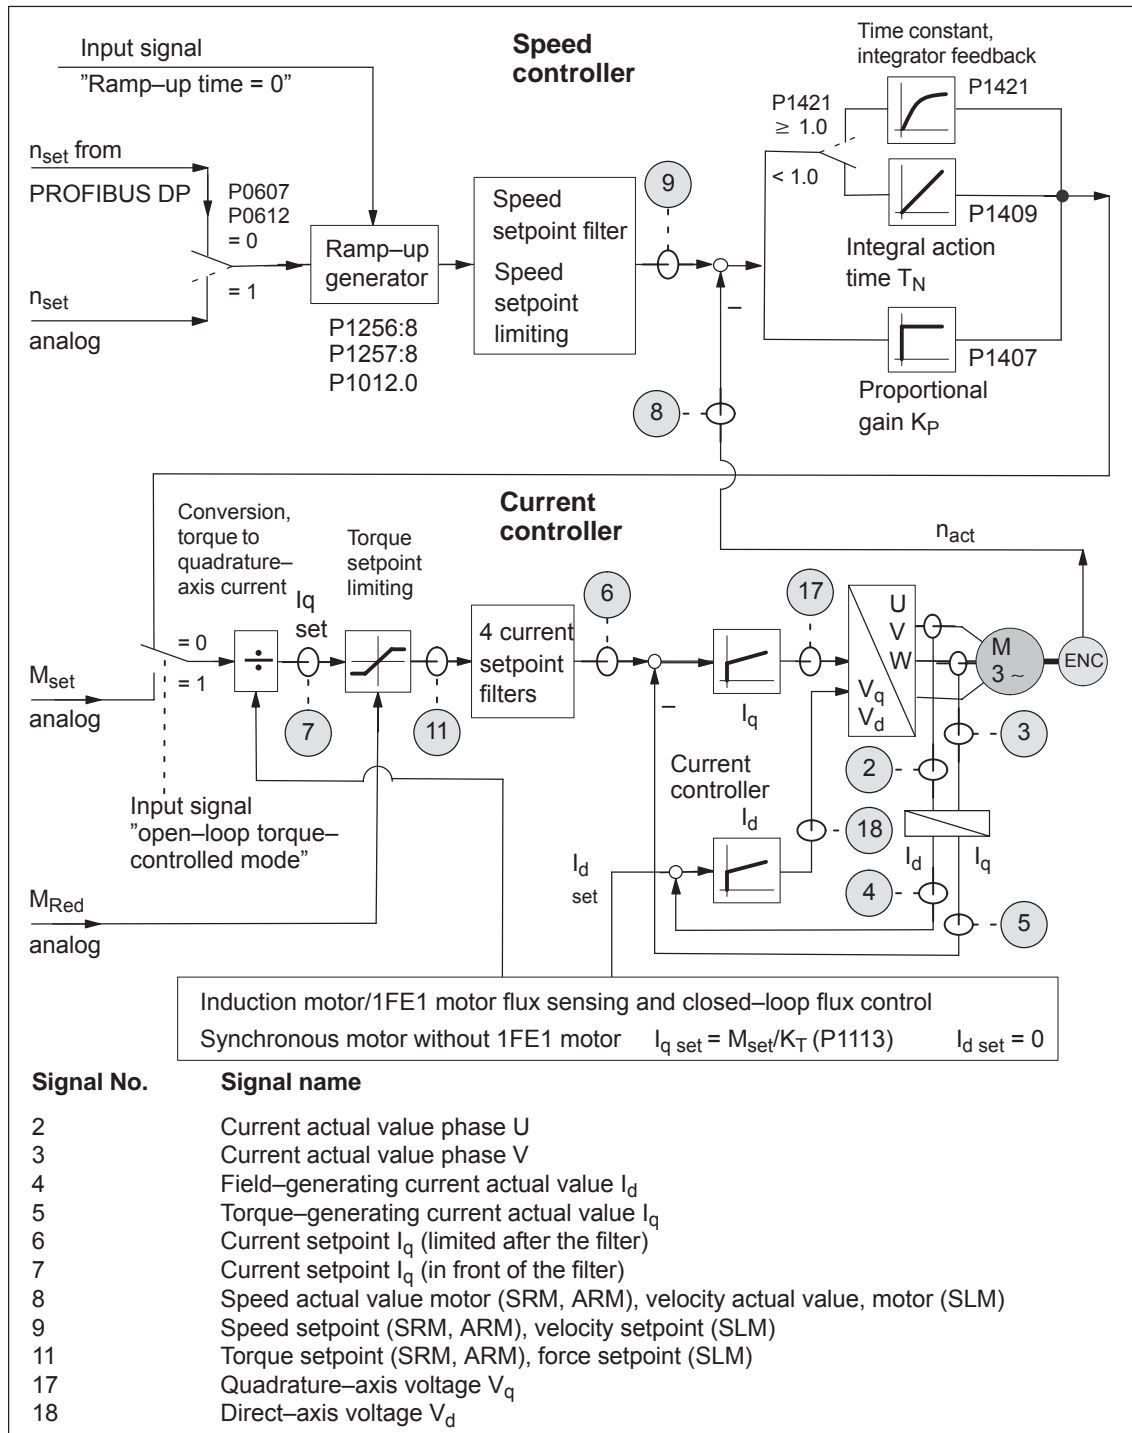 Input signal
”Ramp–up time = 0”
Speed
controller
Time constant,
integrator feedback
P1421
P1421
≥ 1.0
< 1.0
nset from
PROFIBUS DP
P0607
P0612
= 0
= 1
nset
analog
Ramp–up
generator
P1256:8
P1257:8
P1012.0
Speed
setpoint filter
Speed
setpoint
limiting
9
–
P1409
Integral action
time TN
P1407
Proportional
gain KP
8
Current
controller
nact
Conversion,
torque to
quadrature–
axis current
Torque
setpoint
limiting
Iq
set
= 0
= 1
÷
Mset
analog
7
11
4 current
setpoint
filters
6
–
17
Iq
U
V
W
Vq
Vd
M
3 ~
ENC
3
2
Current
controller
Id
18
Id
Iq
4
5
Id
set
Input signal
”open–loop torque–
controlled mode”
MRed
analog
Induction motor/1FE1 motor flux sensing and closed–loop flux control
Synchronous motor without 1FE1 motor Iq set = Mset/KT (P1113) Id set = 0
Signal No. Signal name
2 Current actual value phase U
3 Current actual value phase V
4 Field–generating current actual value Id
5 Torque–generating current actual value Iq
6 Current setpoint Iq (limited after the filter)
7 Current setpoint Iq (in front of the filter)
8 Speed actual value motor (SRM, ARM), velocity actual value, motor (SLM)
9 Speed setpoint (SRM, ARM), velocity setpoint (SLM)
11 Torque setpoint (SRM, ARM), force setpoint (SLM)
17 Quadrature–axis voltage Vq
18 Direct–axis voltage Vd